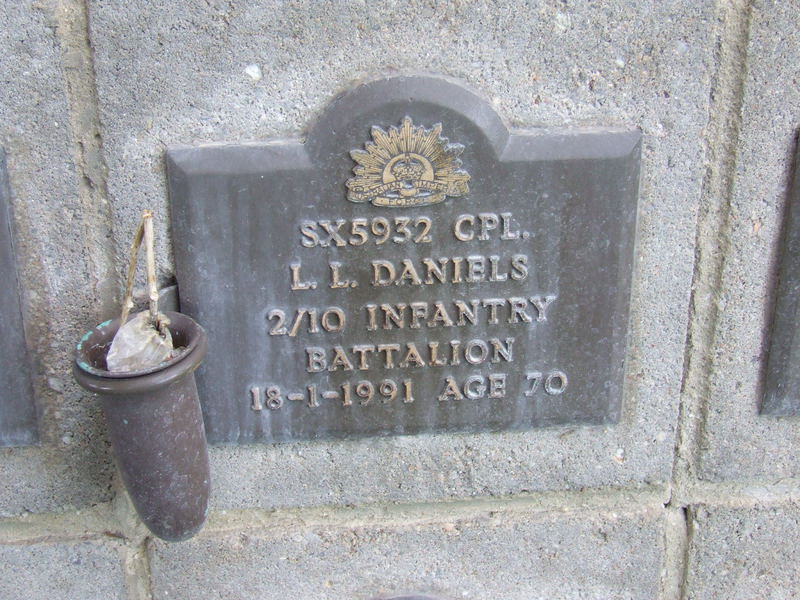 SX5932 CPL.
L. L. DANIELS
2/10 INFANTRY
BATTALION
18-1-1991 AGE 70